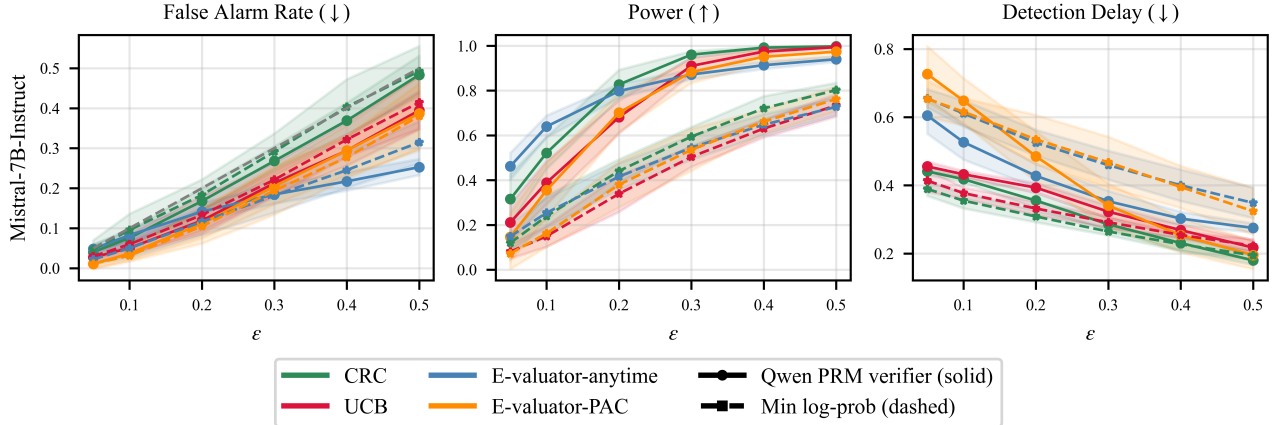 False Alarm Rate (↓)
Power (↑)
Detection Delay (↓)
Mistral-7B-Instruct
0.5
0.4
0.3
0.2
0.1
0.0
0.1 0.2 0.3 0.4 0.5
ε
1.0
0.8
0.6
0.4
0.2
0.0
0.1 0.2 0.3 0.4 0.5
ε
0.8
0.6
0.4
0.2
0.1 0.2 0.3 0.4 0.5
ε
CRC E-valuator-anytime Qwen PRM verifier (solid)
UCB E-valuator-PAC Min log-prob (dashed)